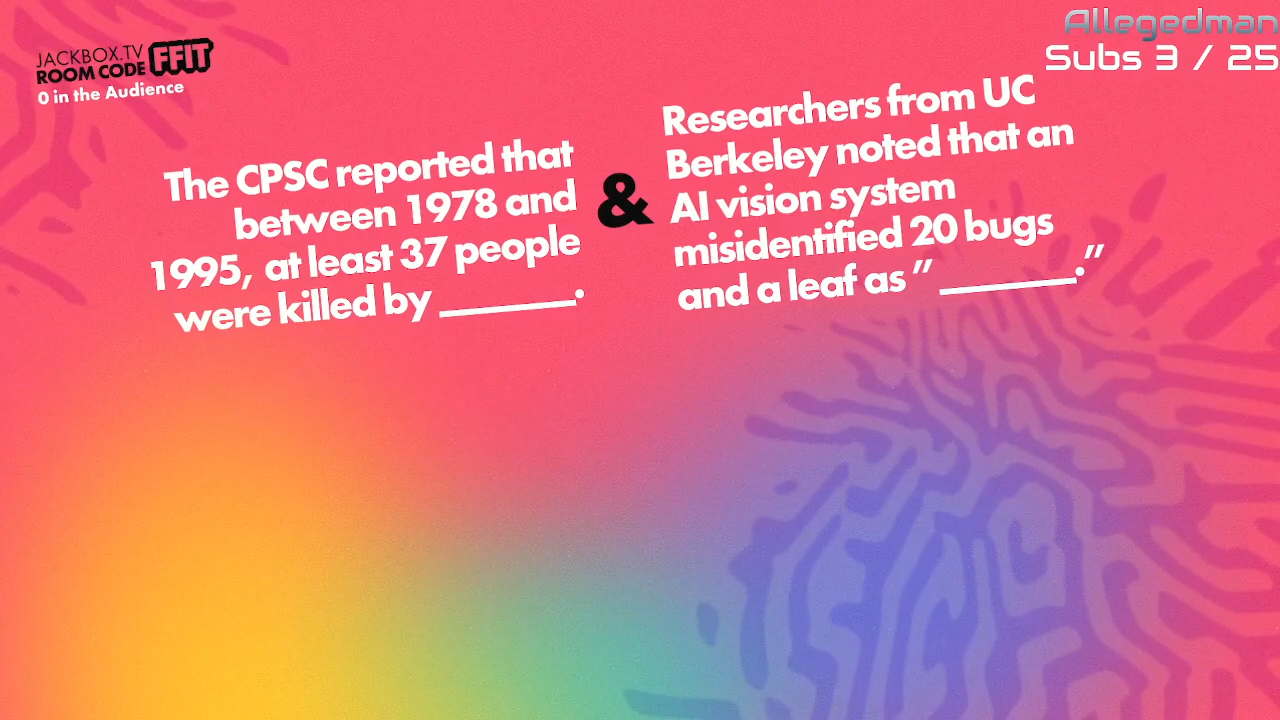 JACKBOX.TV
ROOM CODE FFIT
0 in the Audience
Allegedman
Subs 3 / 25
The CPSC reported that
between 1978 and
1995, at least 37 people
were killed by _______.
&
Researchers from UC
Berkeley noted that an
AI vision system
misidentified 20 bugs
and a leaf as "_______."